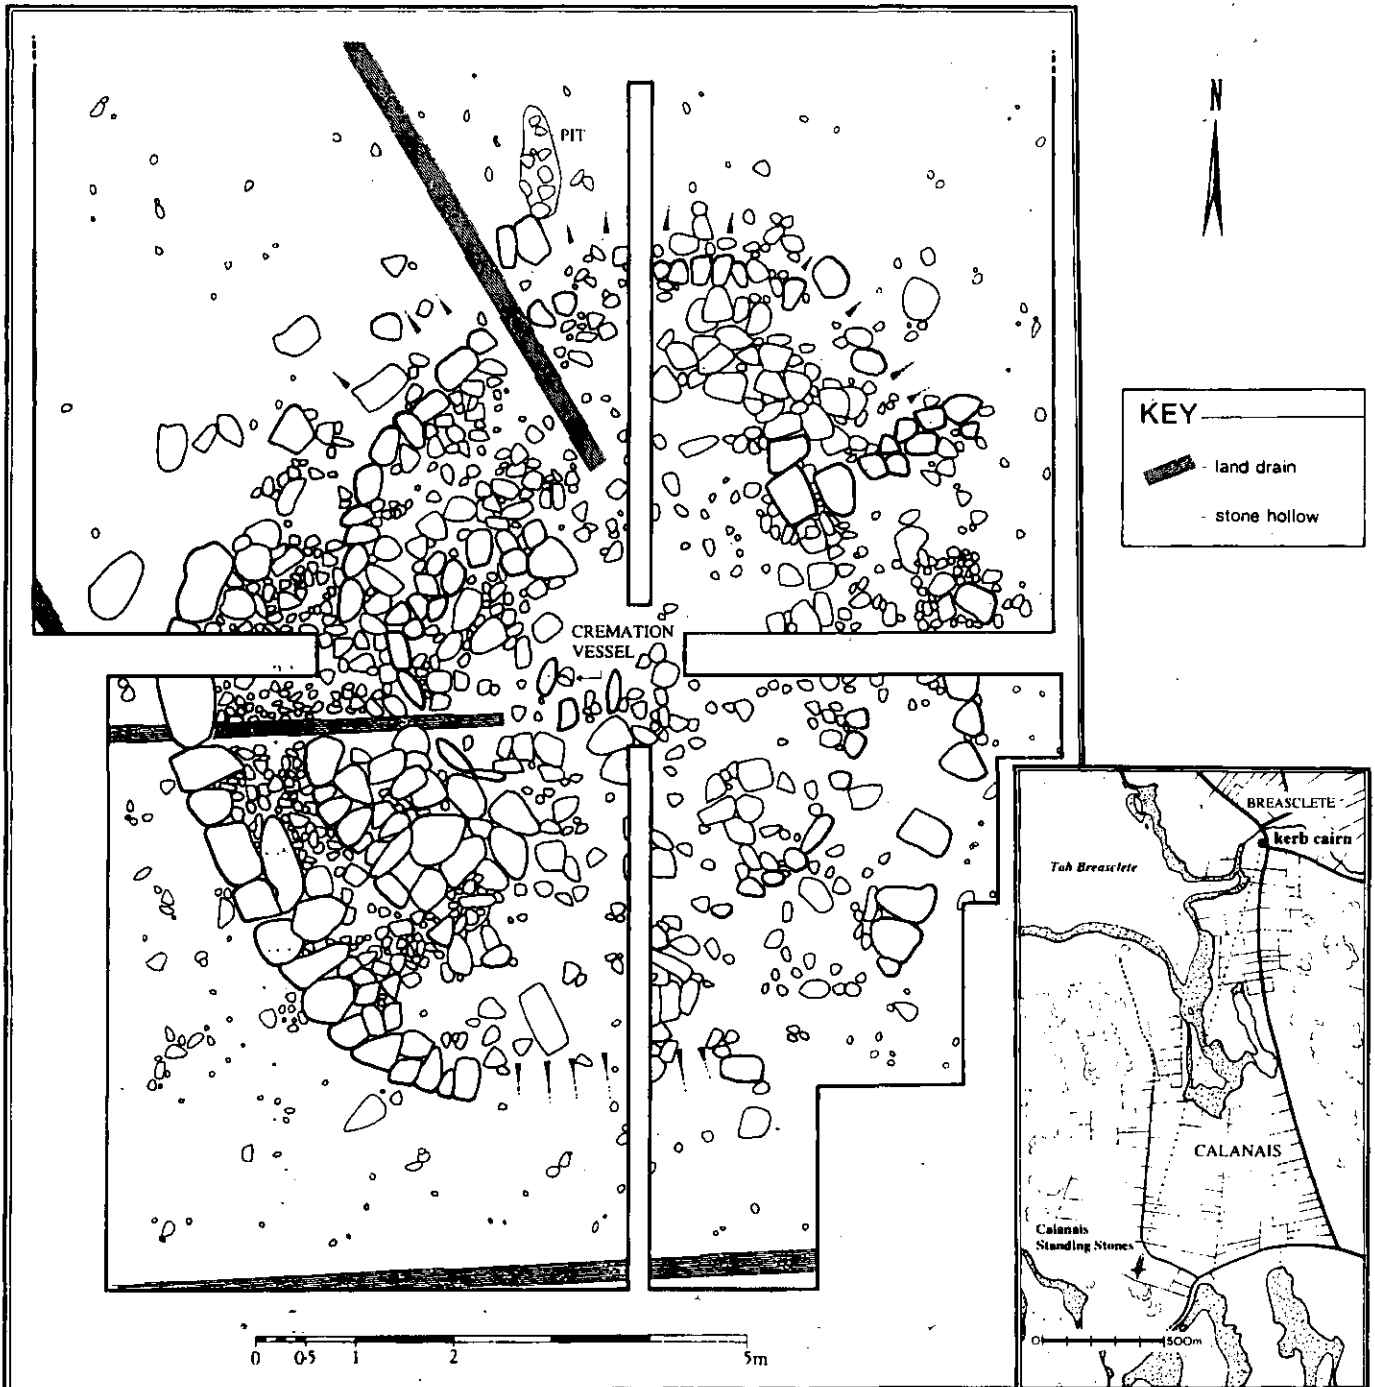 PIT
N
KEY
- land drain
- stone hollow
CREMATION
VESSEL
BREASCLETE
kerb cairn
Tob Breasclete
CALANAIS
Calanais
Standing Stones
0 500m
0 0·5 1 2 5m